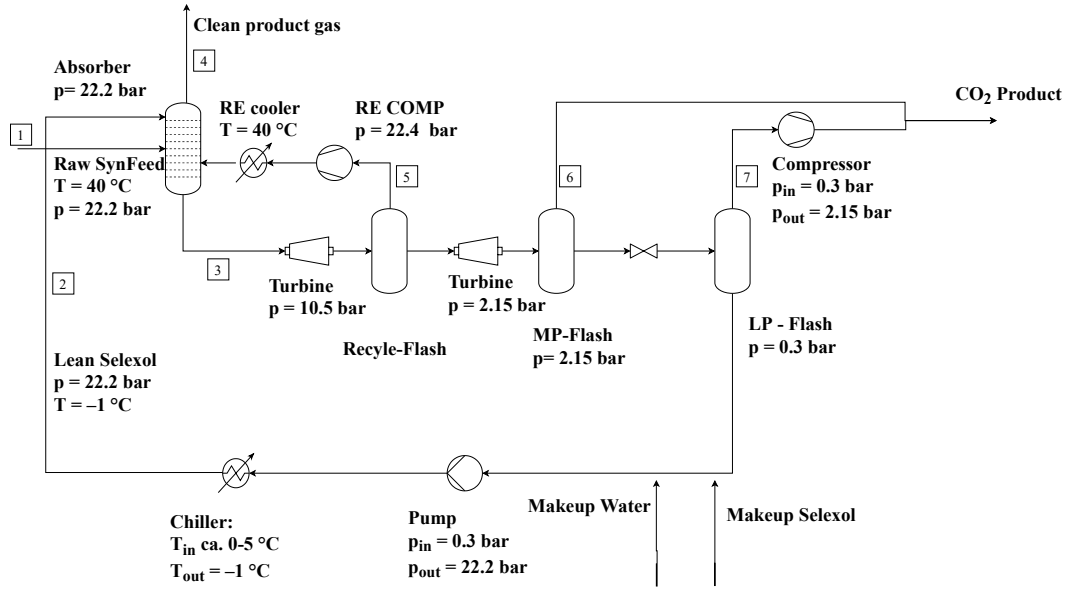 Clean product gas
4
Absorber
p= 22.2 bar
RE cooler
T = 40 °C
RE COMP
p = 22.4 bar
CO₂ Product
1
Raw SynFeed
T = 40 °C
p = 22.2 bar
5
6
7
Compressor
pin = 0.3 bar
pout = 2.15 bar
3
2
Turbine
p = 10.5 bar
Turbine
p = 2.15 bar
Recyle-Flash
MP-Flash
p= 2.15 bar
LP - Flash
p = 0.3 bar
Lean Selexol
p = 22.2 bar
T = –1 °C
Chiller:
Tin ca. 0-5 °C
Tout = –1 °C
Pump
pin = 0.3 bar
pout = 22.2 bar
Makeup Water
Makeup Selexol